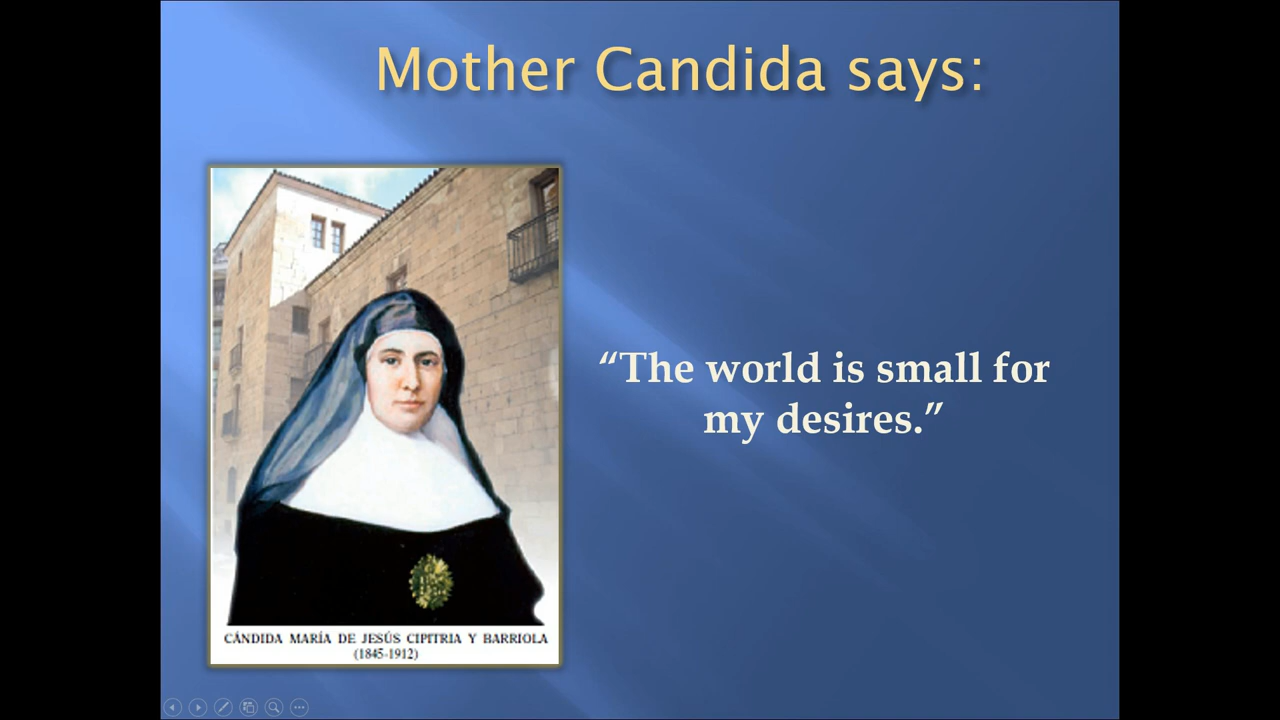 Mother Candida says:
“The world is small for
my desires.”
CÁNDIDA MARÍA DE JESÚS CIPITRIA Y BARRIOLA
(1845-1912)